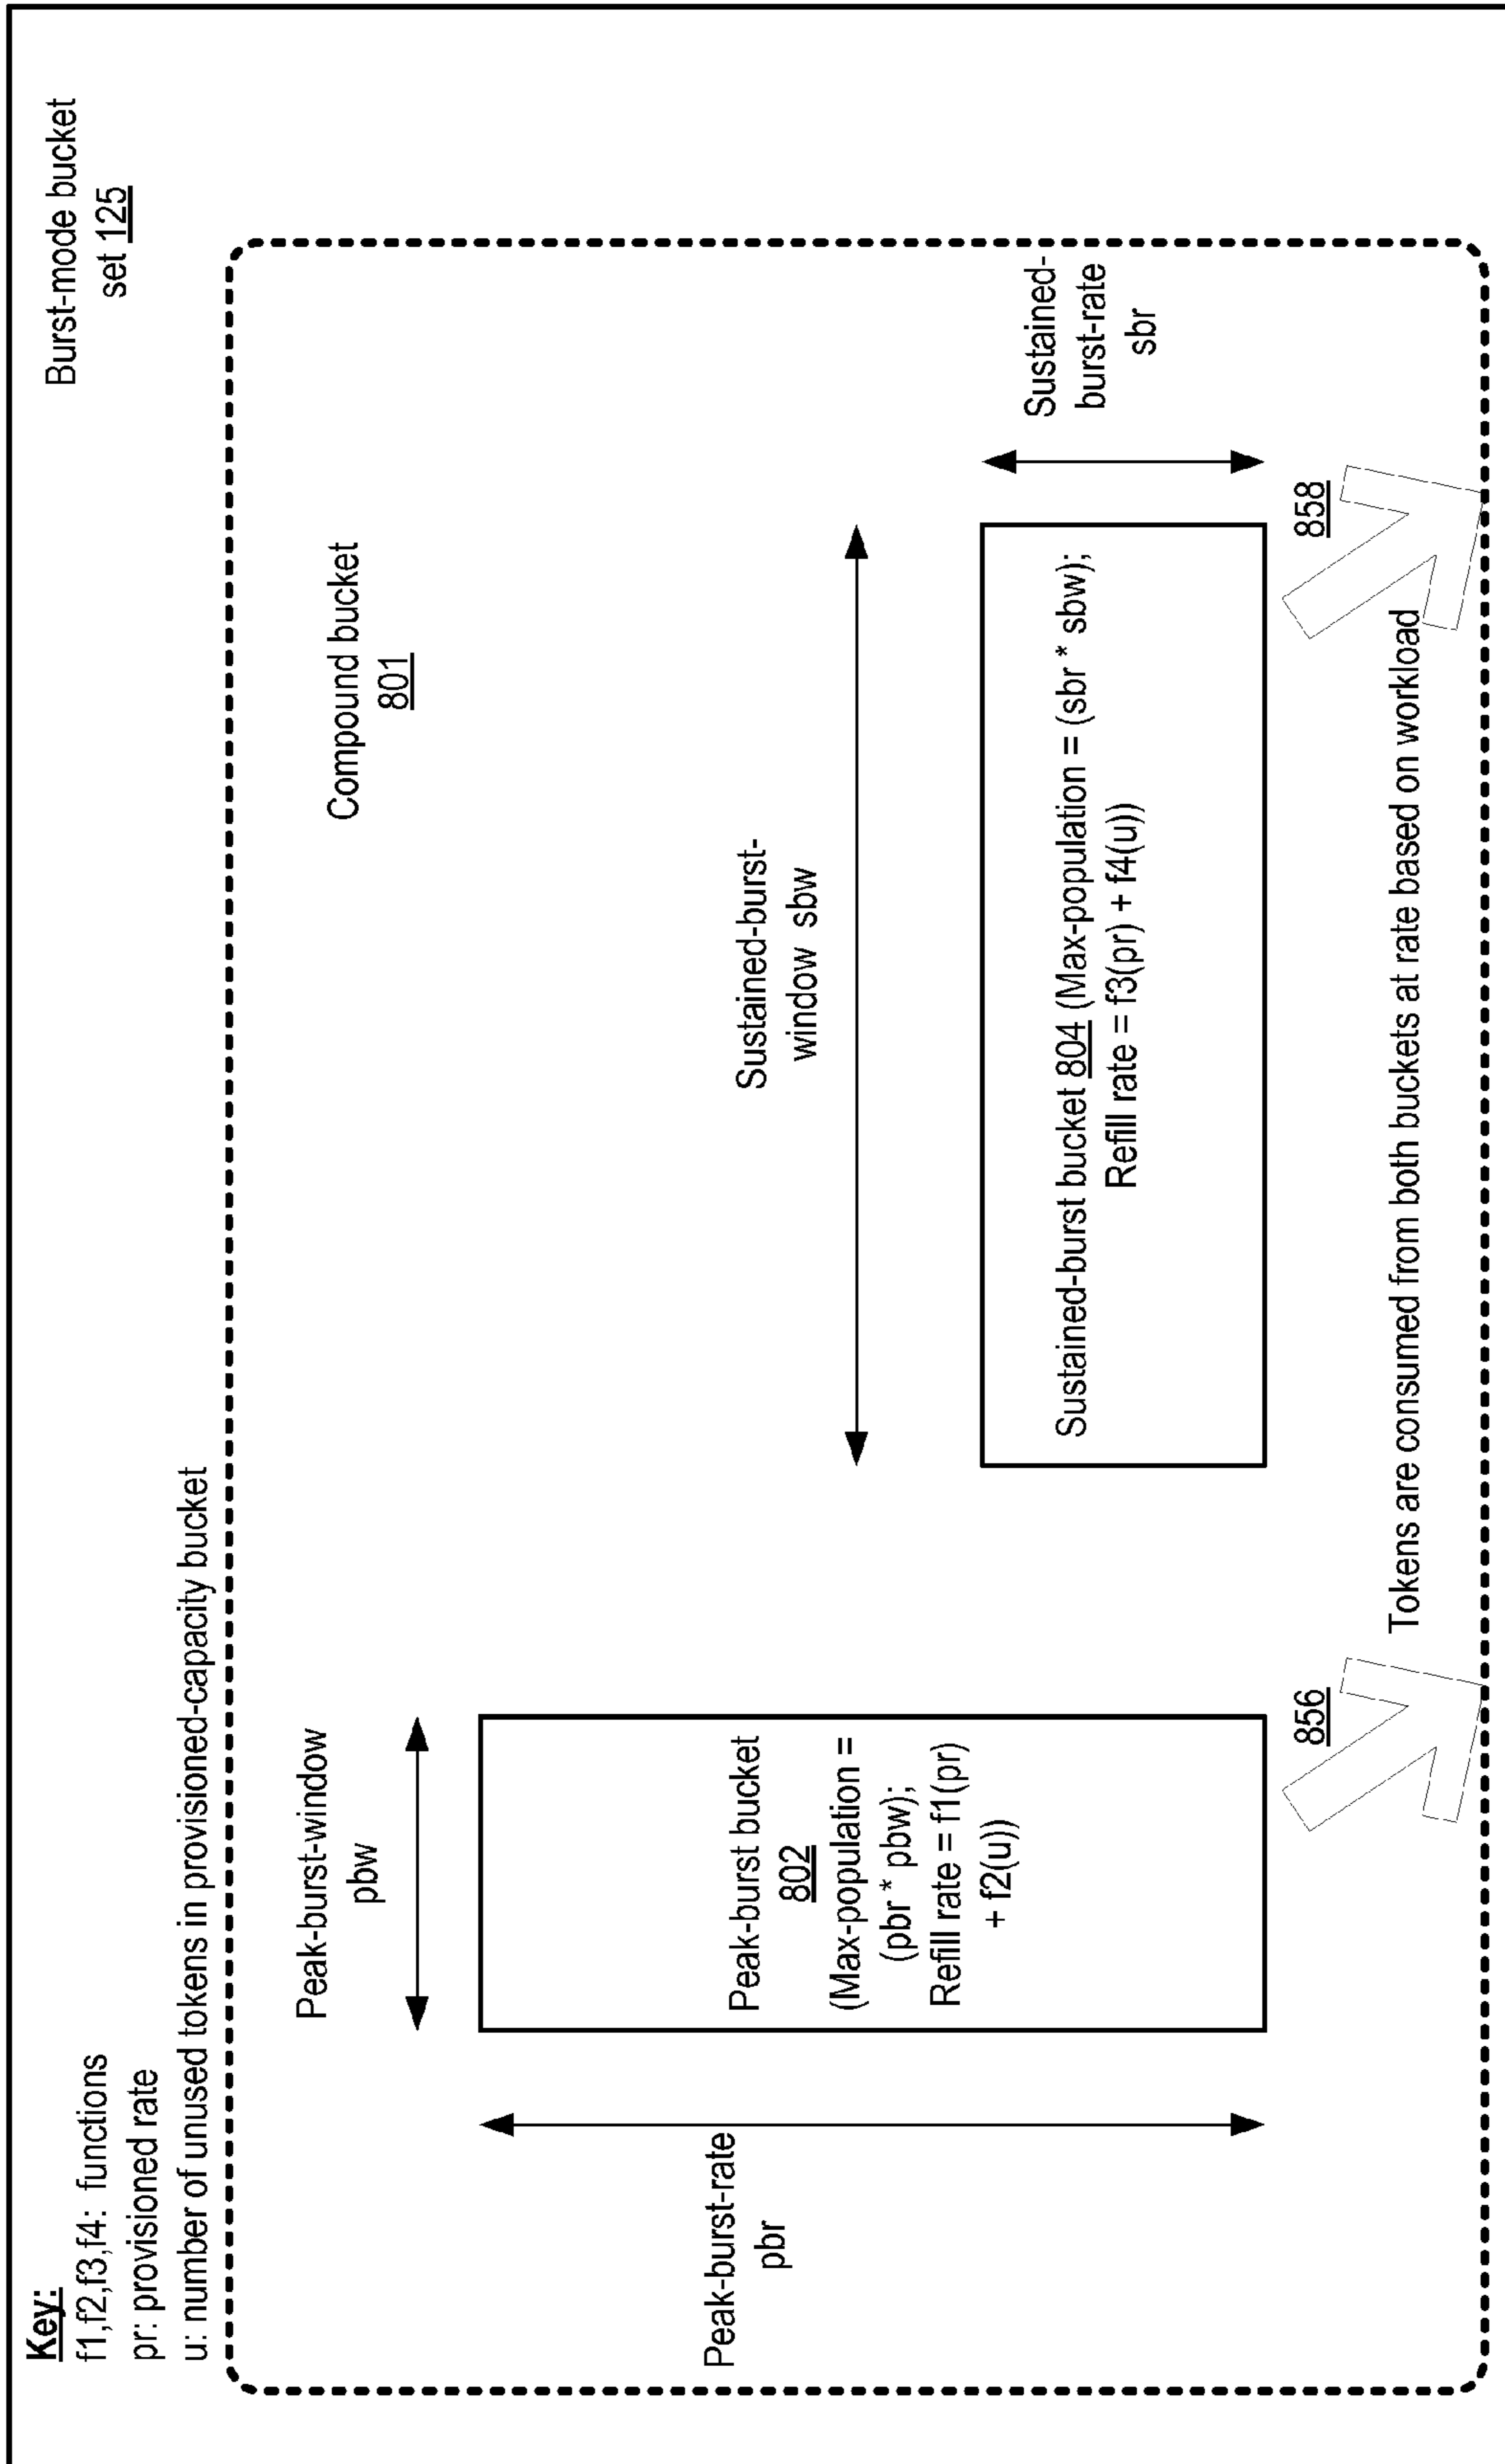 Key:
f1,f2,f3,f4: functions
pr: provisioned rate
u: number of unused tokens in provisioned-capacity bucket
Burst-mode bucket
set 125
Compound bucket
801
Peak-burst-window
pbw
Peak-burst-rate
pbr
Peak-burst bucket
802
(Max-population =
(pbr * pbw);
Refill rate = f1(pr)
+ f2(u))
Sustained-burst-
window sbw
Sustained-burst bucket 804 (Max-population = (sbr * sbw);
Refill rate = f3(pr) + f4(u))
Sustained-
burst-rate
sbr
856
858
Tokens are consumed from both buckets at rate based on workload